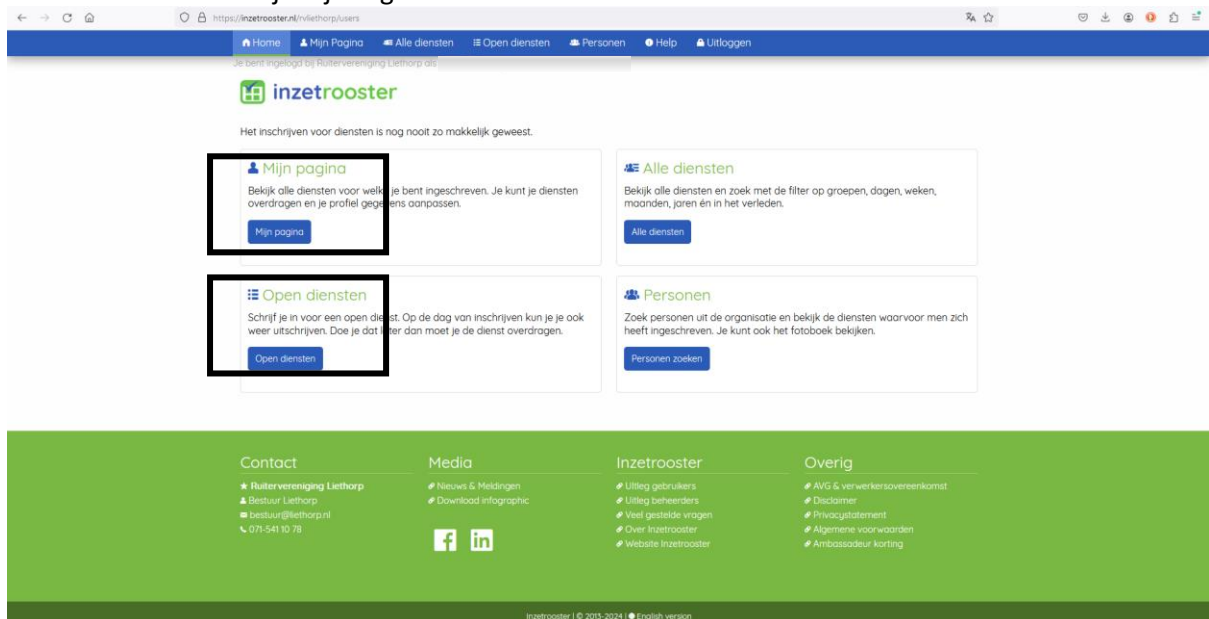 https://inzetrooster.nl/rvliethorp/users
Home Mijn Pagina Alle diensten Open diensten Personen Help Uitloggen
Je bent ingelogd bij Ruitervereniging Liethorp als
inzetrooster
Het inschrijven voor diensten is nog nooit zo makkelijk geweest.
Mijn pagina
Bekijk alle diensten voor welke je bent ingeschreven. Je kunt je diensten
overdragen en je profiel gegevens aanpassen.
Mijn pagina
Alle diensten
Bekijk alle diensten en zoek met de filter op groepen, dagen, weken,
maanden, jaren én in het verleden.
Alle diensten
Open diensten
Schrijf je in voor een open dienst. Op de dag van inschrijven kun je je ook
weer uitschrijven. Doe je dat later dan moet je de dienst overdragen.
Open diensten
Personen
Zoek personen uit de organisatie en bekijk de diensten waarvoor men zich
heeft ingeschreven. Je kunt ook het fotoboek bekijken.
Personen zoeken
Contact
Ruitervereniging Liethorp
Bestuur Liethorp
bestuur@liethorp.nl
071-541 10 78
Media
Nieuws & Meldingen
Download infographic
Inzetrooster
Uitleg gebruikers
Uitleg beheerders
Veel gestelde vragen
Over Inzetrooster
Website Inzetrooster
Overig
AVG & verwerkersovereenkomst
Disclaimer
Privacystatement
Algemene voorwaarden
Ambassadeur korting
Inzetrooster | © 2013-2024 | English version